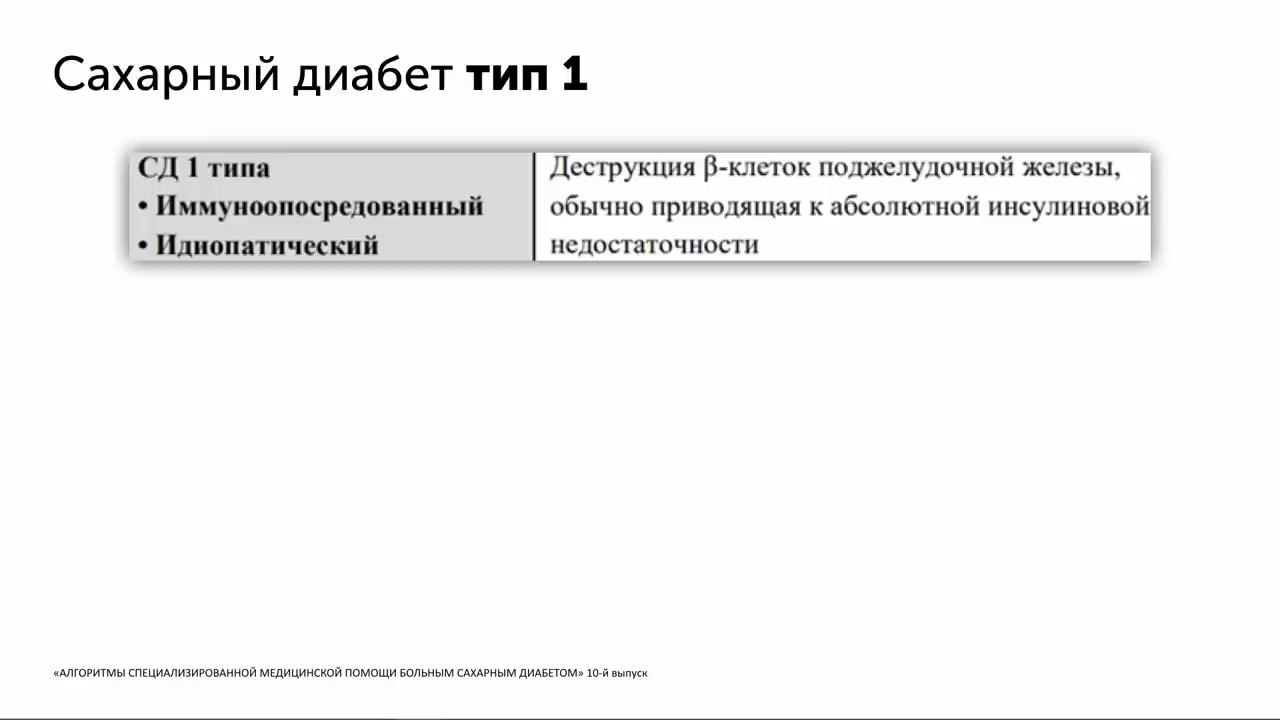 Сахарный диабет тип 1
СД 1 типа
• Иммуноопосредованный
• Идиопатический
Деструкция β-клеток поджелудочной железы,
обычно приводящая к абсолютной инсулиновой
недостаточности
«АЛГОРИТМЫ СПЕЦИАЛИЗИРОВАННОЙ МЕДИЦИНСКОЙ ПОМОЩИ БОЛЬНЫМ САХАРНЫМ ДИАБЕТОМ» 10-й выпуск